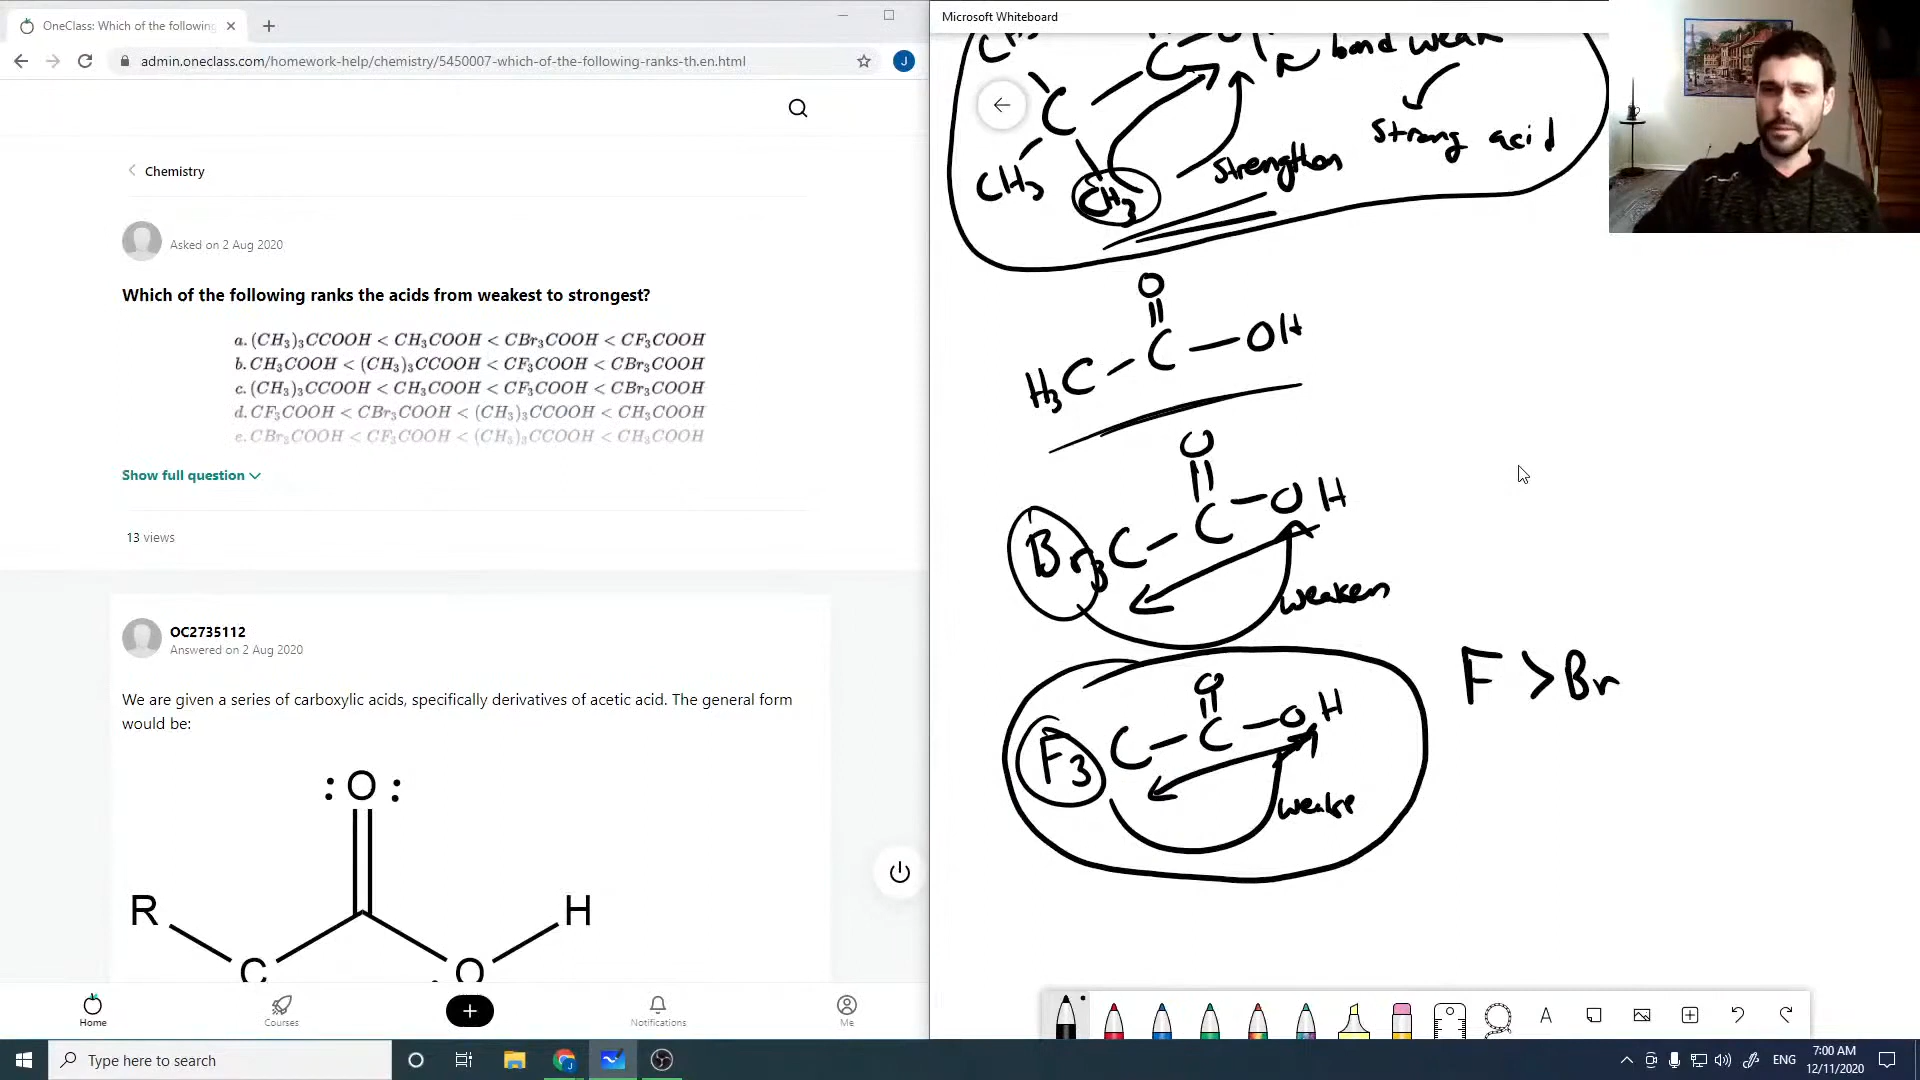 OneClass: Which of the following
admin.oneclass.com/homework-help/chemistry/5450007-which-of-the-following-ranks-th.en.html
J
Chemistry
Asked on 2 Aug 2020
Which of the following ranks the acids from weakest to strongest?
a. (CH₃)₃CCOOH < CH₃COOH < CBr₃COOH < CF₃COOH
b. CH₃COOH < (CH₃)₃CCOOH < CF₃COOH < CBr₃COOH
c. (CH₃)₃CCOOH < CH₃COOH < CF₃COOH < CBr₃COOH
d. CF₃COOH < CBr₃COOH < (CH₃)₃CCOOH < CH₃COOH
e. CBr₃COOH < CF₃COOH < (CH₃)₃CCOOH < CH₃COOH
Show full question
13 views
OC2735112
Answered on 2 Aug 2020
We are given a series of carboxylic acids, specifically derivatives of acetic acid. The general form
would be:
: O :
R H
C O
Home Courses Notifications Me
Microsoft Whiteboard
bond weak
C
C
Strong acid
strengthen
CH₃ CH₃
O
H₃C C OH
O
Br₃C C OH
weaken
F > Br
O
F₃ C C OH
A
Type here to search
ENG
7:00 AM
12/11/2020